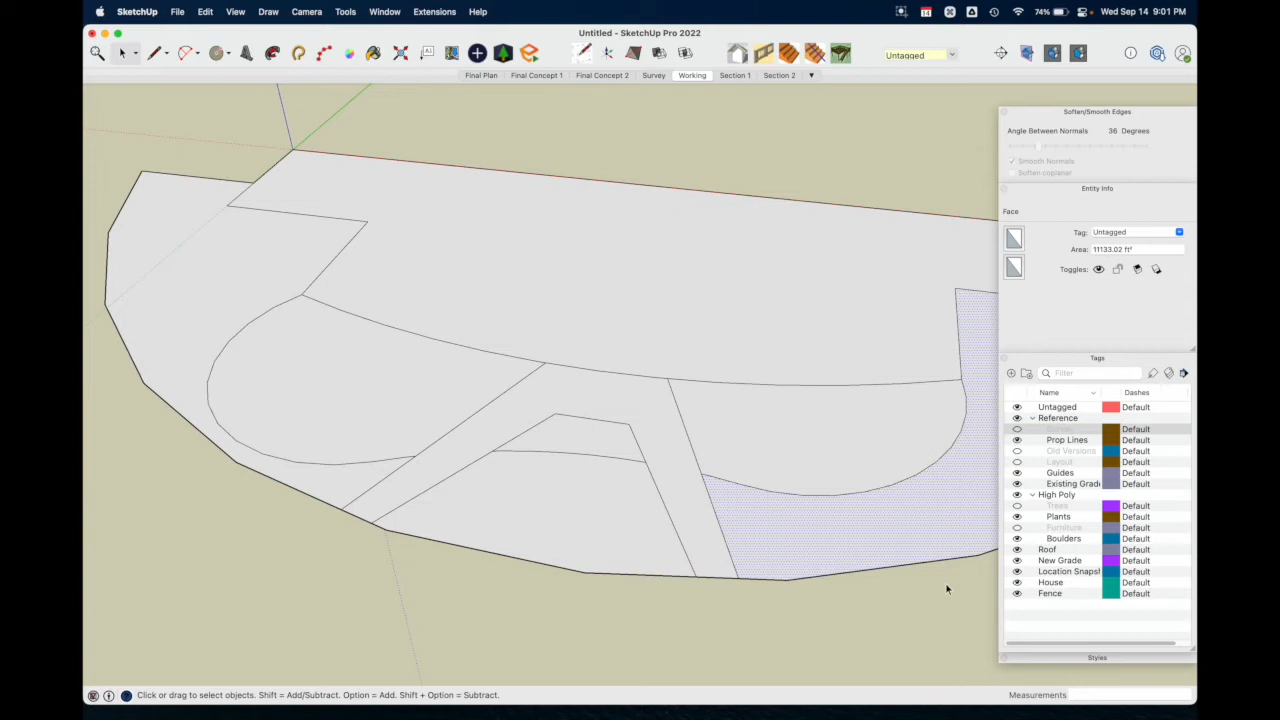 SketchUp File Edit View Draw Camera Tools Window Extensions Help 14 74% Wed Sep 14 9:01 PM
Untitled - SketchUp Pro 2022
A1 Untagged
Final Plan Final Concept 1 Final Concept 2 Survey Working Section 1 Section 2
Soften/Smooth Edges
Angle Between Normals 36 Degrees
Smooth Normals
Soften coplanar
Entity Info
Face
Tag: Untagged
Area: 11133.02 ft²
Toggles:
Tags
Filter
Name Dashes
Untagged Default
Reference
Default
Prop Lines Default
Old Versions Default
Layout Default
Guides Default
Existing Grade Default
High Poly
Trees Default
Plants Default
Furniture Default
Boulders Default
Roof Default
New Grade Default
Location Snaps Default
House Default
Fence Default
Styles
Click or drag to select objects. Shift = Add/Subtract. Option = Add. Shift + Option = Subtract. Measurements